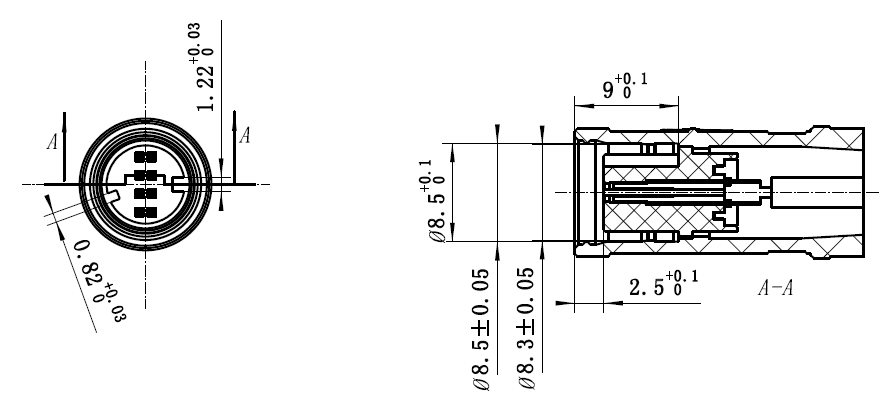 1.22 +0.03 0
A
A
0.82 +0.03 0
9 +0.1 0
Ø8.5 +0.1 0
Ø8.5±0.05
Ø8.3±0.05
2.5 +0.1 0
A-A